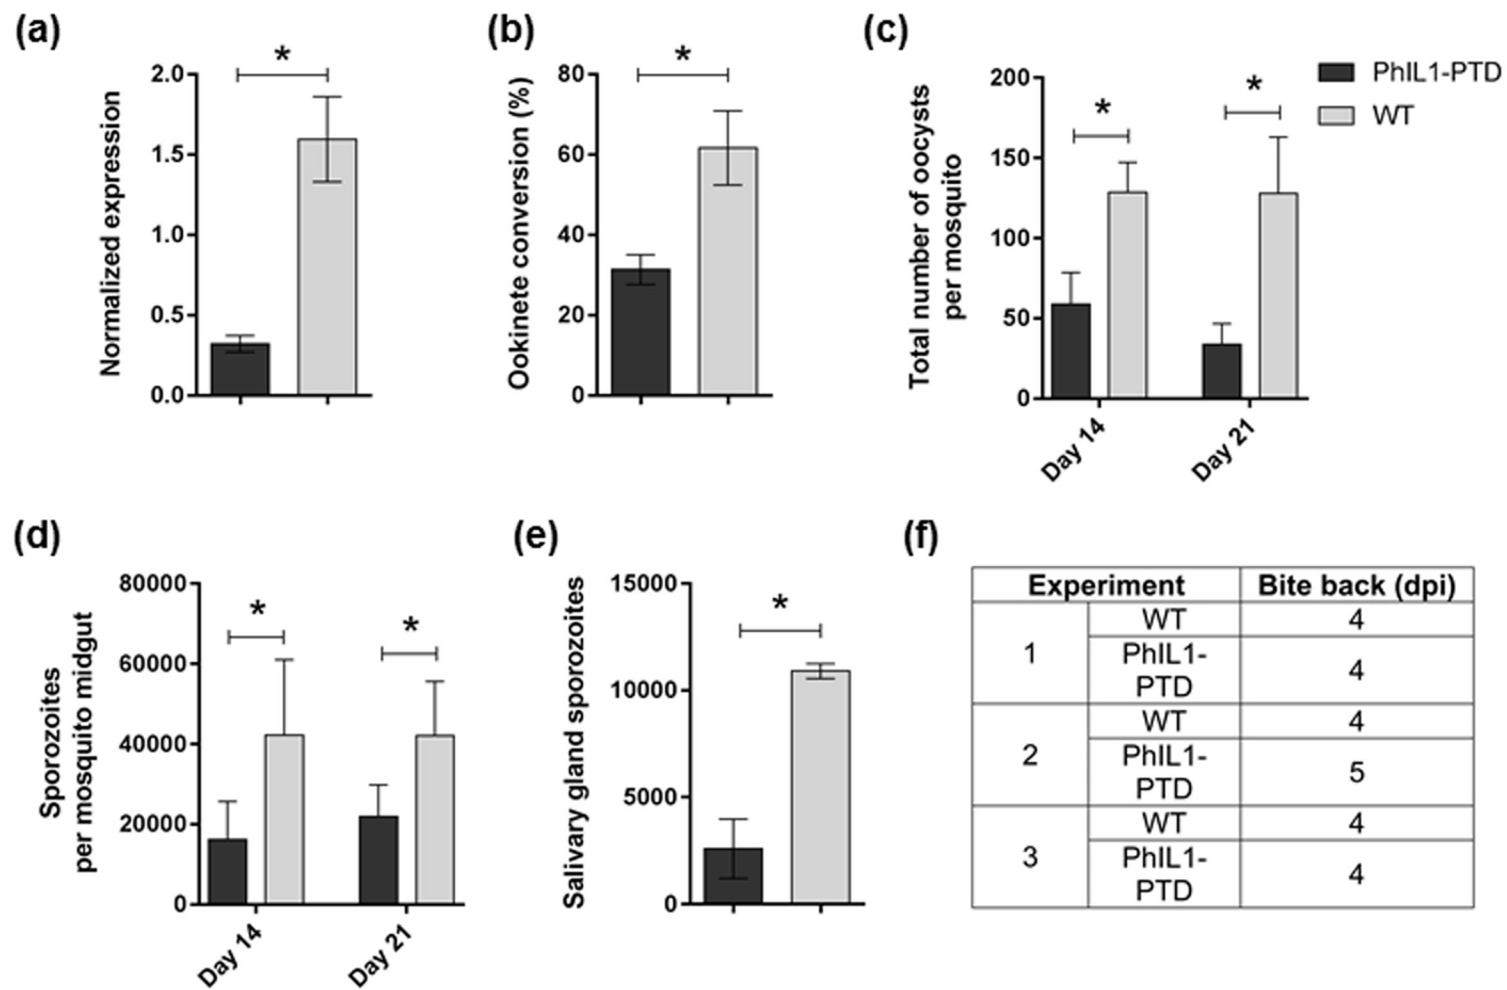 (a)
*
2.0
1.5
1.0
0.5
0.0
Normalized expression
(b)
*
80
60
40
20
0
Ookinete conversion (%)
(c)
*
*
200
150
100
50
0
Total number of oocysts
per mosquito
Day 14
Day 21
PhIL1-PTD
WT
(d)
*
*
80000
60000
40000
20000
0
Sporozoites
per mosquito midgut
Day 14
Day 21
(e)
*
15000
10000
5000
0
Salivary gland sporozoites
(f)
Experiment Bite back (dpi)
1 WT 4
PhIL1-
PTD 4
2 WT 4
PhIL1-
PTD 5
3 WT 4
PhIL1-
PTD 4